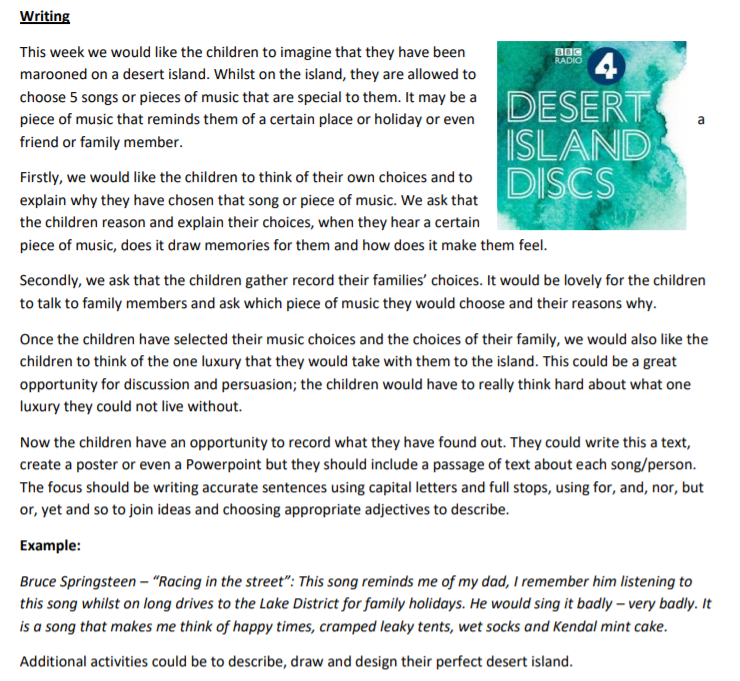 Writing
This week we would like the children to imagine that they have been
marooned on a desert island. Whilst on the island, they are allowed to
choose 5 songs or pieces of music that are special to them. It may be a
piece of music that reminds them of a certain place or holiday or even a
friend or family member.
BBC
RADIO 4
DESERT
ISLAND
DISCS
Firstly, we would like the children to think of their own choices and to
explain why they have chosen that song or piece of music. We ask that
the children reason and explain their choices, when they hear a certain
piece of music, does it draw memories for them and how does it make them feel.
Secondly, we ask that the children gather record their families’ choices. It would be lovely for the children
to talk to family members and ask which piece of music they would choose and their reasons why.
Once the children have selected their music choices and the choices of their family, we would also like the
children to think of the one luxury that they would take with them to the island. This could be a great
opportunity for discussion and persuasion; the children would have to really think hard about what one
luxury they could not live without.
Now the children have an opportunity to record what they have found out. They could write this a text,
create a poster or even a Powerpoint but they should include a passage of text about each song/person.
The focus should be writing accurate sentences using capital letters and full stops, using for, and, nor, but
or, yet and so to join ideas and choosing appropriate adjectives to describe.
Example:
Bruce Springsteen – “Racing in the street”: This song reminds me of my dad, I remember him listening to
this song whilst on long drives to the Lake District for family holidays. He would sing it badly – very badly. It
is a song that makes me think of happy times, cramped leaky tents, wet socks and Kendal mint cake.
Additional activities could be to describe, draw and design their perfect desert island.